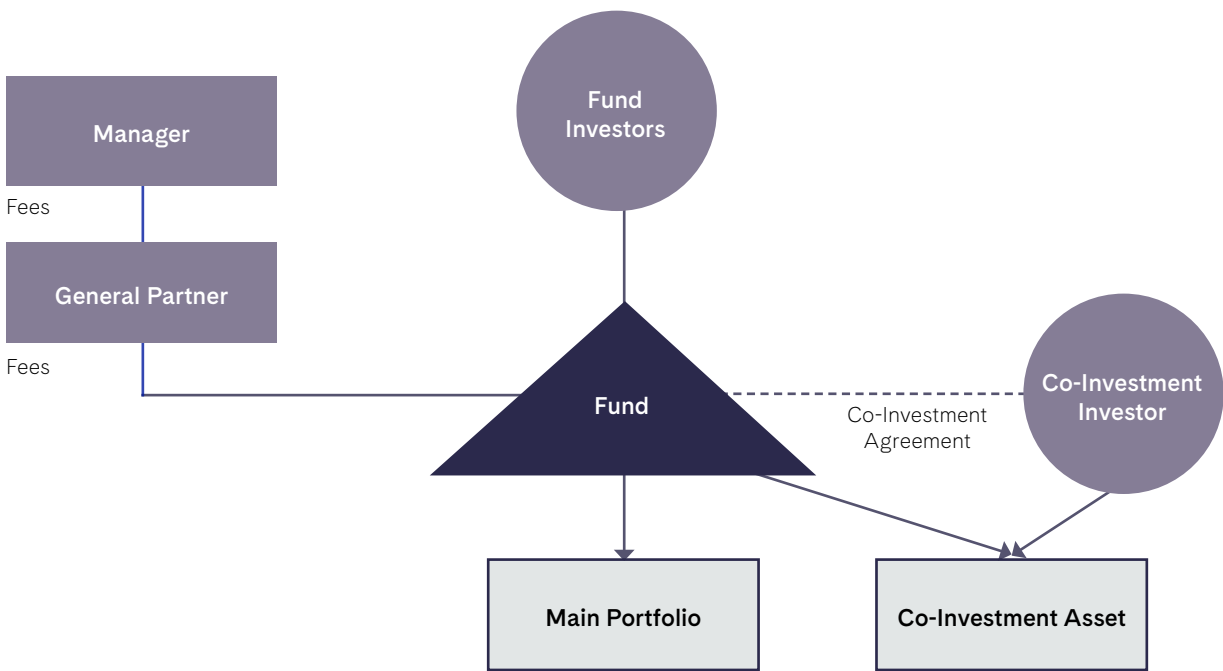 Fund
Investors
Manager
Fees
General Partner
Fees
Fund
Co-Investment
Investor
Co-Investment
Agreement
Main Portfolio
Co-Investment Asset